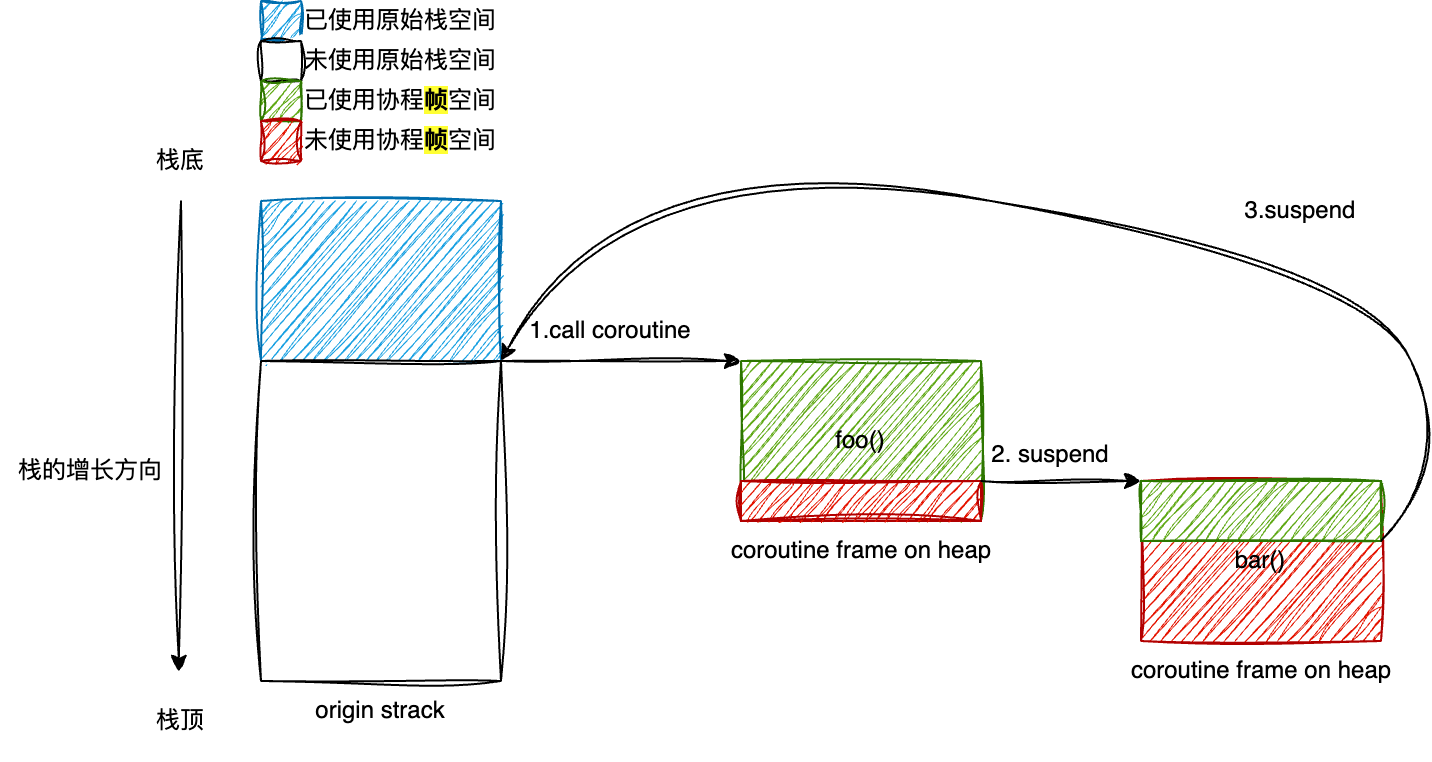 已使用原始栈空间
未使用原始栈空间
已使用协程帧空间
未使用协程帧空间
栈底
3.suspend
1.call coroutine
foo()
2. suspend
栈的增长方向
coroutine frame on heap
bar()
coroutine frame on heap
origin strack
栈顶